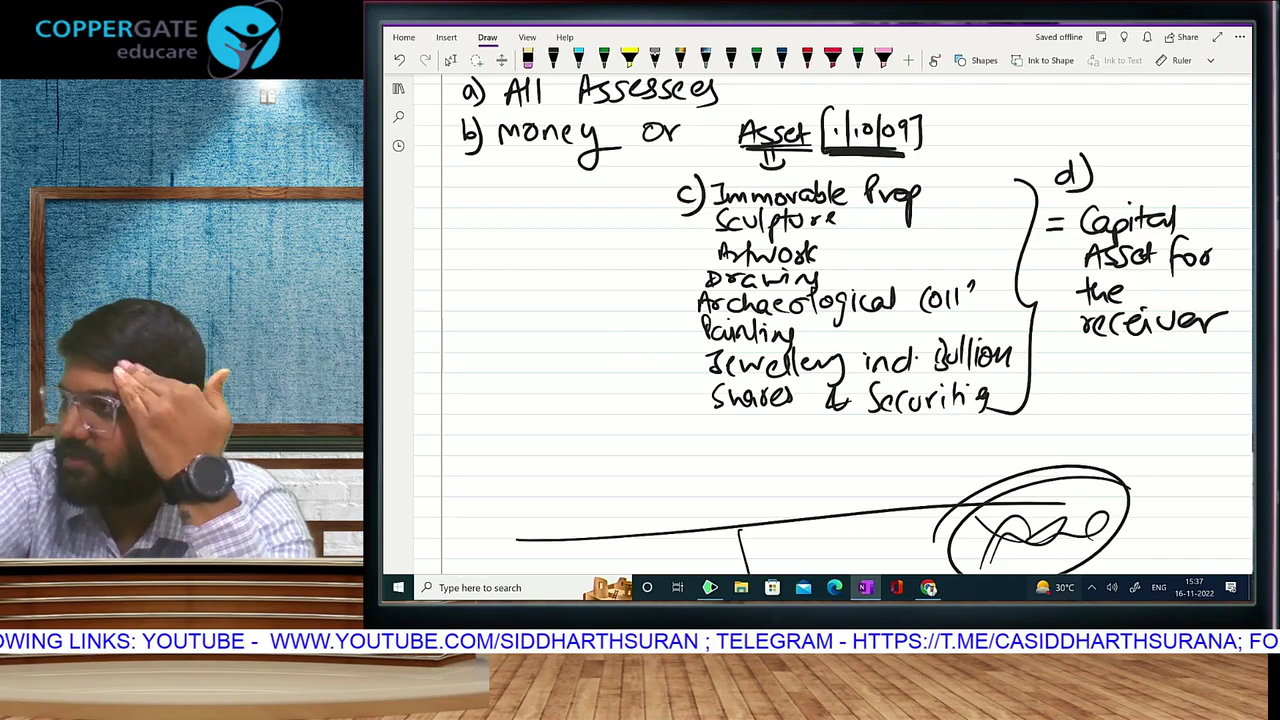 COPPERGATE
educare
Home Insert Draw View Help
Saved offline
Share
Shapes
Ink to Shape
Ink to Text
Ruler
a) All Assessees
b) money or Asset [1/10/09]
c) Immovable Prop
Sculpture
Artwork
Drawing
Archaeological Coll'
Painting
Jewellery incl. Bullion
Shares & Securities
d)
= Capital
Asset for
the
receiver
Type here to search
30°C
ENG
15:37
16-11-2022
OWING LINKS: YOUTUBE - WWW.YOUTUBE.COM/SIDDHARTHSURAN ; TELEGRAM - HTTPS://T.ME/CASIDDHARTHSURANA; FO